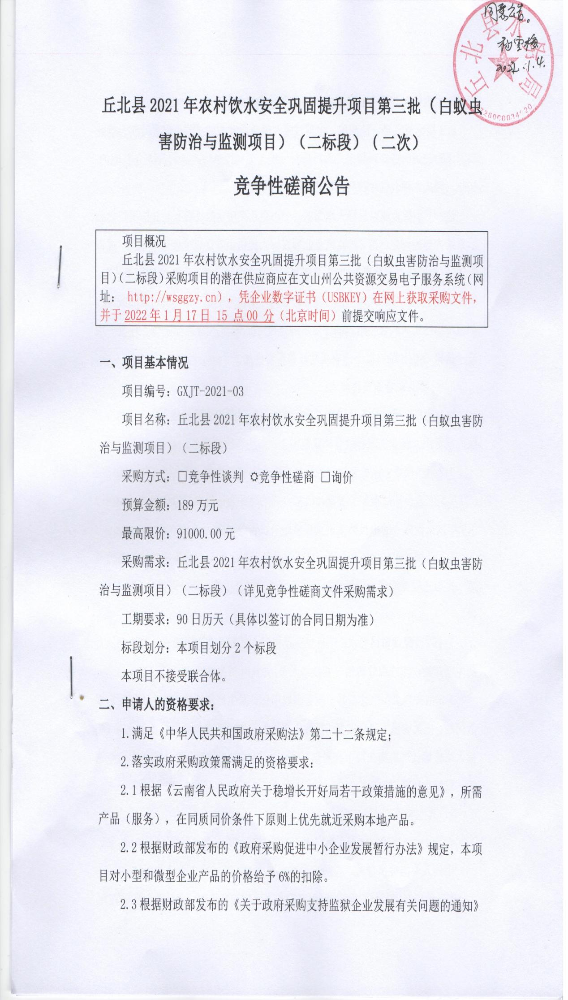 同意公告。
杨雪梅
2022.1.4.
丘北县水务局
丘北县 2021 年农村饮水安全巩固提升项目第三批（白蚁虫
害防治与监测项目）（二标段）（二次）
竞争性磋商公告
项目概况
丘北县 2021 年农村饮水安全巩固提升项目第三批（白蚁虫害防治与监测项
目）（二标段）采购项目的潜在供应商应在文山州公共资源交易电子服务系统（网
址： http://wsggzy.cn），凭企业数字证书（USBKEY）在网上获取采购文件，
并于 2022 年 1 月 17 日 15 点 00 分（北京时间）前提交响应文件。
一、项目基本情况
项目编号：GXJT-2021-03
项目名称：丘北县 2021 年农村饮水安全巩固提升项目第三批（白蚁虫害防
治与监测项目）（二标段）
采购方式：□竞争性谈判 ✿竞争性磋商 □询价
预算金额：189 万元
最高限价：91000.00 元
采购需求：丘北县 2021 年农村饮水安全巩固提升项目第三批（白蚁虫害防
治与监测项目）（二标段）（详见竞争性磋商文件采购需求）
工期要求：90 日历天（具体以签订的合同日期为准）
标段划分：本项目划分 2 个标段
本项目不接受联合体。
二、申请人的资格要求：
1.满足《中华人民共和国政府采购法》第二十二条规定；
2.落实政府采购政策需满足的资格要求：
2.1 根据《云南省人民政府关于稳增长开好局若干政策措施的意见》，所需
产品（服务），在同质同价条件下原则上优先就近采购本地产品。
2.2 根据财政部发布的《政府采购促进中小企业发展暂行办法》规定，本项
目对小型和微型企业产品的价格给予 6%的扣除。
2.3 根据财政部发布的《关于政府采购支持监狱企业发展有关问题的通知》